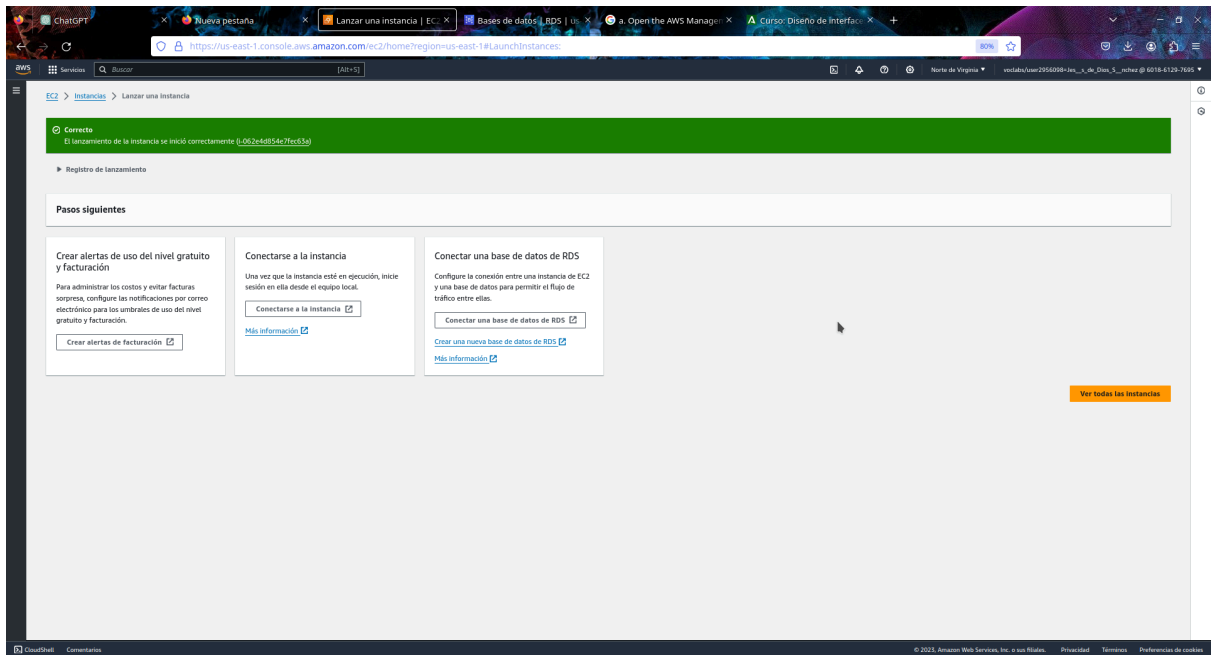 ChatGPT
Nueva pestaña
Lanzar una instancia | EC2
Bases de datos | RDS | us
a. Open the AWS Managen
Curso: Diseño de interface
https://us-east-1.console.aws.amazon.com/ec2/home?region=us-east-1#LaunchInstances:
80%
aws
Servicios
Buscar
[Alt+S]
Norte de Virginia
voclabs/user2956098=Jes__s_de_Dios_S__nchez @ 6018-6129-7695
EC2 > Instancias > Lanzar una instancia
Correcto
El lanzamiento de la instancia se inició correctamente (i-062e4d854e7fec63a)
Registro de lanzamiento
Pasos siguientes
Crear alertas de uso del nivel gratuito
y facturación
Para administrar los costos y evitar facturas
sorpresa, configure las notificaciones por correo
electrónico para los umbrales de uso del nivel
gratuito y facturación.
Crear alertas de facturación
Conectarse a la instancia
Una vez que la instancia esté en ejecución, inicie
sesión en ella desde el equipo local.
Conectarse a la instancia
Más información
Conectar una base de datos de RDS
Configure la conexión entre una instancia de EC2
y una base de datos para permitir el flujo de
tráfico entre ellas.
Conectar una base de datos de RDS
Crear una nueva base de datos de RDS
Más información
Ver todas las instancias
CloudShell
Comentarios
© 2023, Amazon Web Services, Inc. o sus filiales.
Privacidad
Términos
Preferencias de cookies